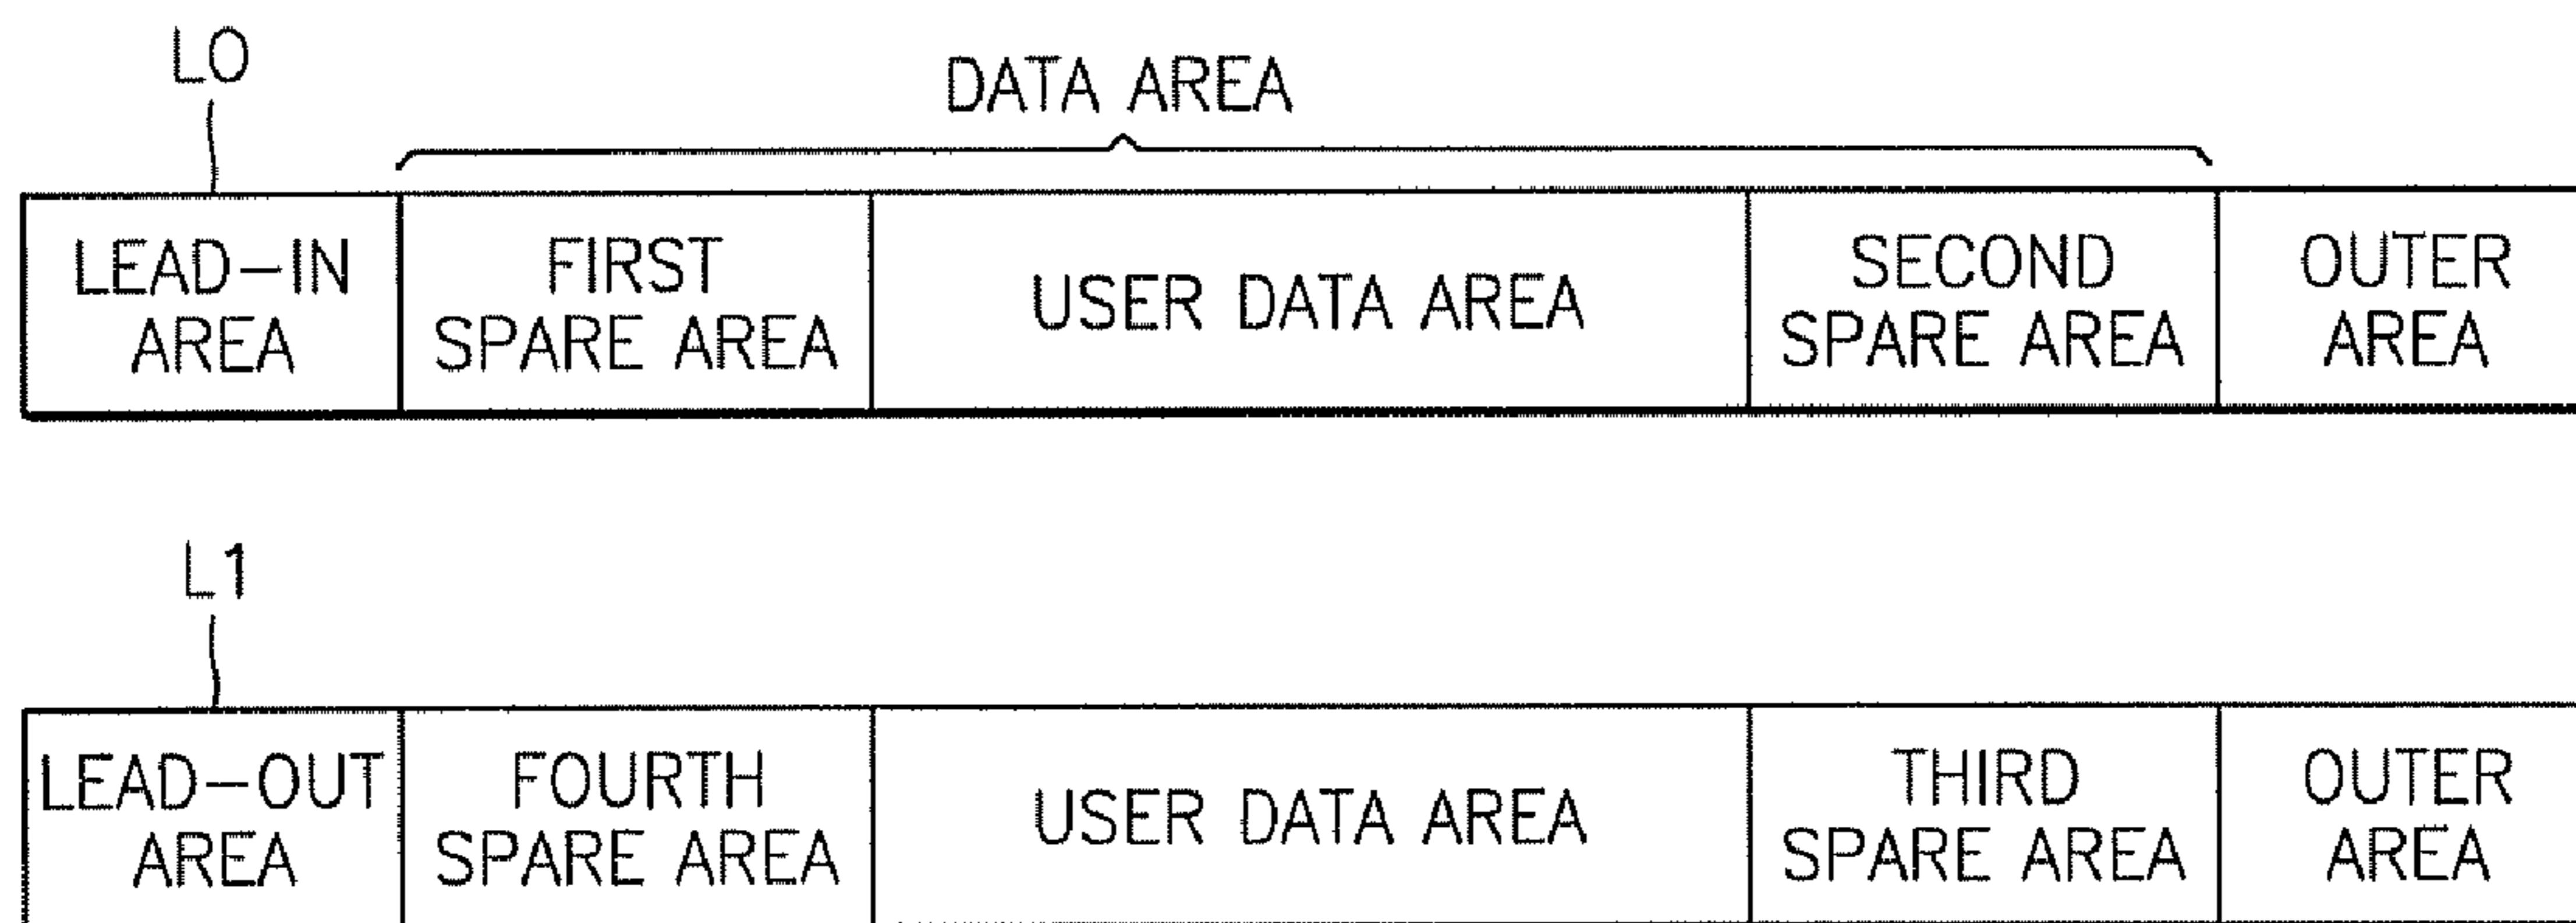 L0
DATA AREA
LEAD-IN
AREA
FIRST
SPARE AREA
USER DATA AREA
SECOND
SPARE AREA
OUTER
AREA
L1
LEAD-OUT
AREA
FOURTH
SPARE AREA
USER DATA AREA
THIRD
SPARE AREA
OUTER
AREA